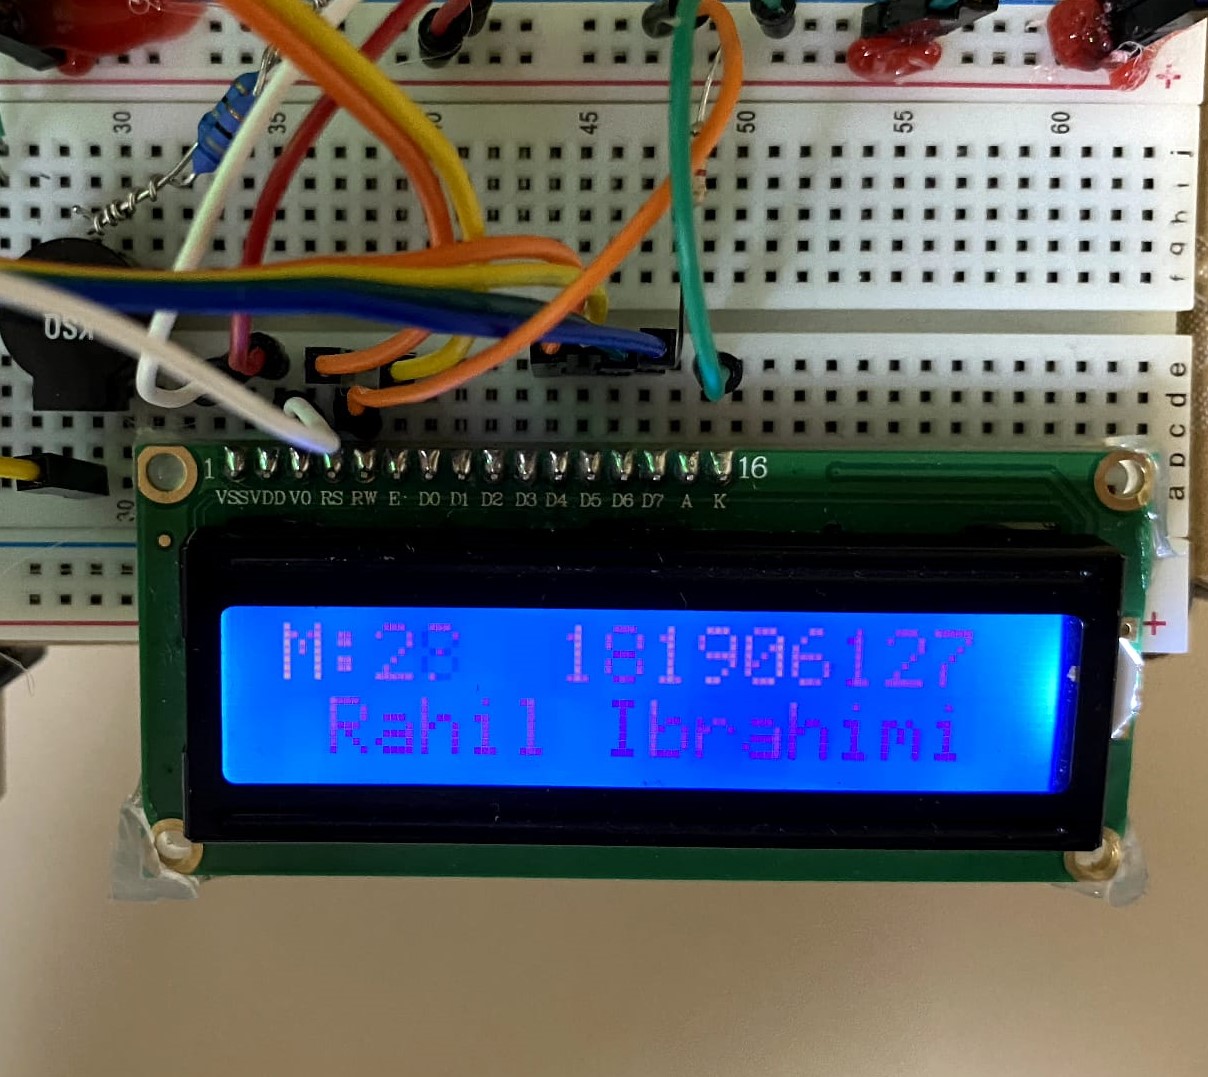 30 35 40 45 50 55 60
j
i
h
g
f
e
d
c
b
a
KSQ
30
1 16
VSS VDD V0 RS RW E D0 D1 D2 D3 D4 D5 D6 D7 A K
M:28 181906127
Rahil Ibrahimi
+
+